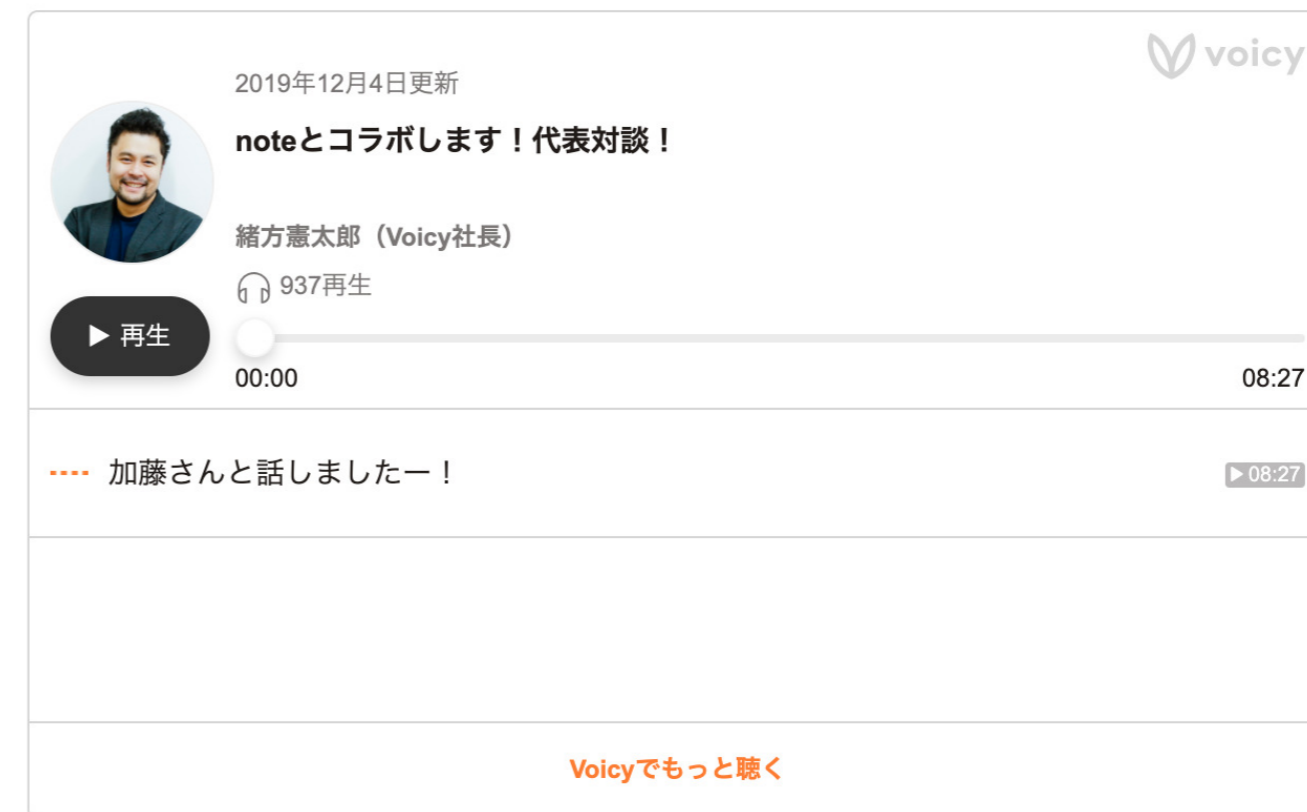 voicy
2019年12月4日更新
noteとコラボします！代表対談！
緒方憲太郎（Voicy社長）
937再生
▶ 再生
00:00
08:27
加藤さんと話しましたー！
▶08:27
Voicyでもっと聴く